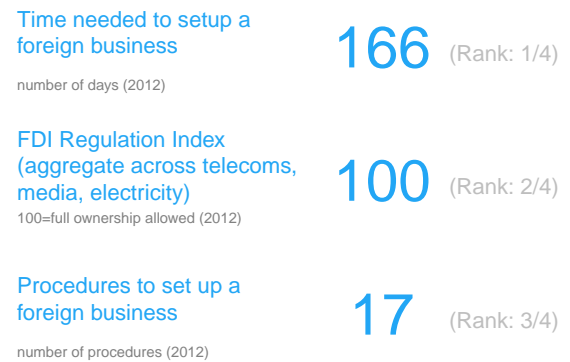 Time needed to setup a
foreign business
166 (Rank: 1/4)
number of days (2012)
FDI Regulation Index
(aggregate across telecoms,
media, electricity)
100 (Rank: 2/4)
100=full ownership allowed (2012)
Procedures to set up a
foreign business
17 (Rank: 3/4)
number of procedures (2012)